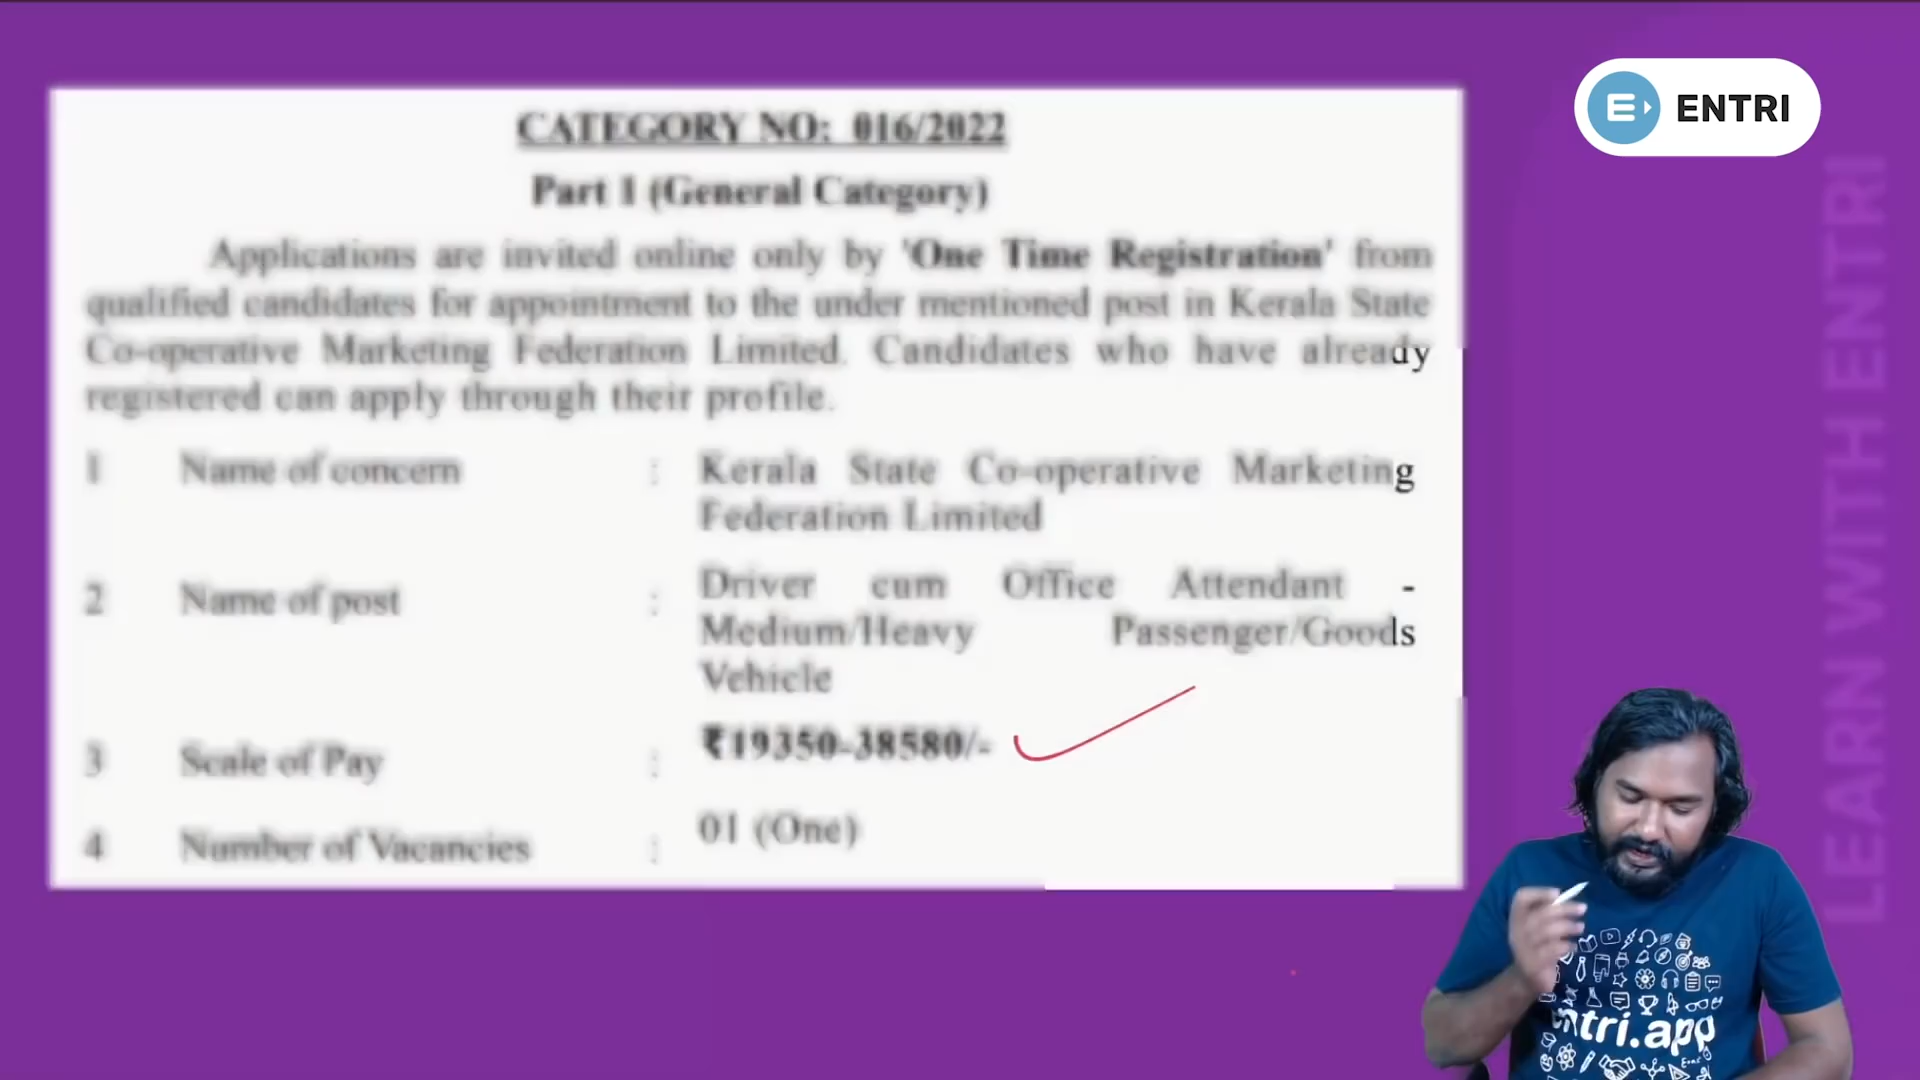 ENTRI
CATEGORY NO: 016/2022
Part 1 (General Category)
Applications are invited online only by 'One Time Registration' from
qualified candidates for appointment to the under mentioned post in Kerala State
Co-operative Marketing Federation Limited. Candidates who have already
registered can apply through their profile.
1 Name of concern : Kerala State Co-operative Marketing
Federation Limited
2 Name of post : Driver cum Office Attendant -
Medium/Heavy Passenger/Goods
Vehicle
3 Scale of Pay : ₹19350-38580/-
4 Number of Vacancies : 01 (One)
LEARN WITH ENTRI
entri.app